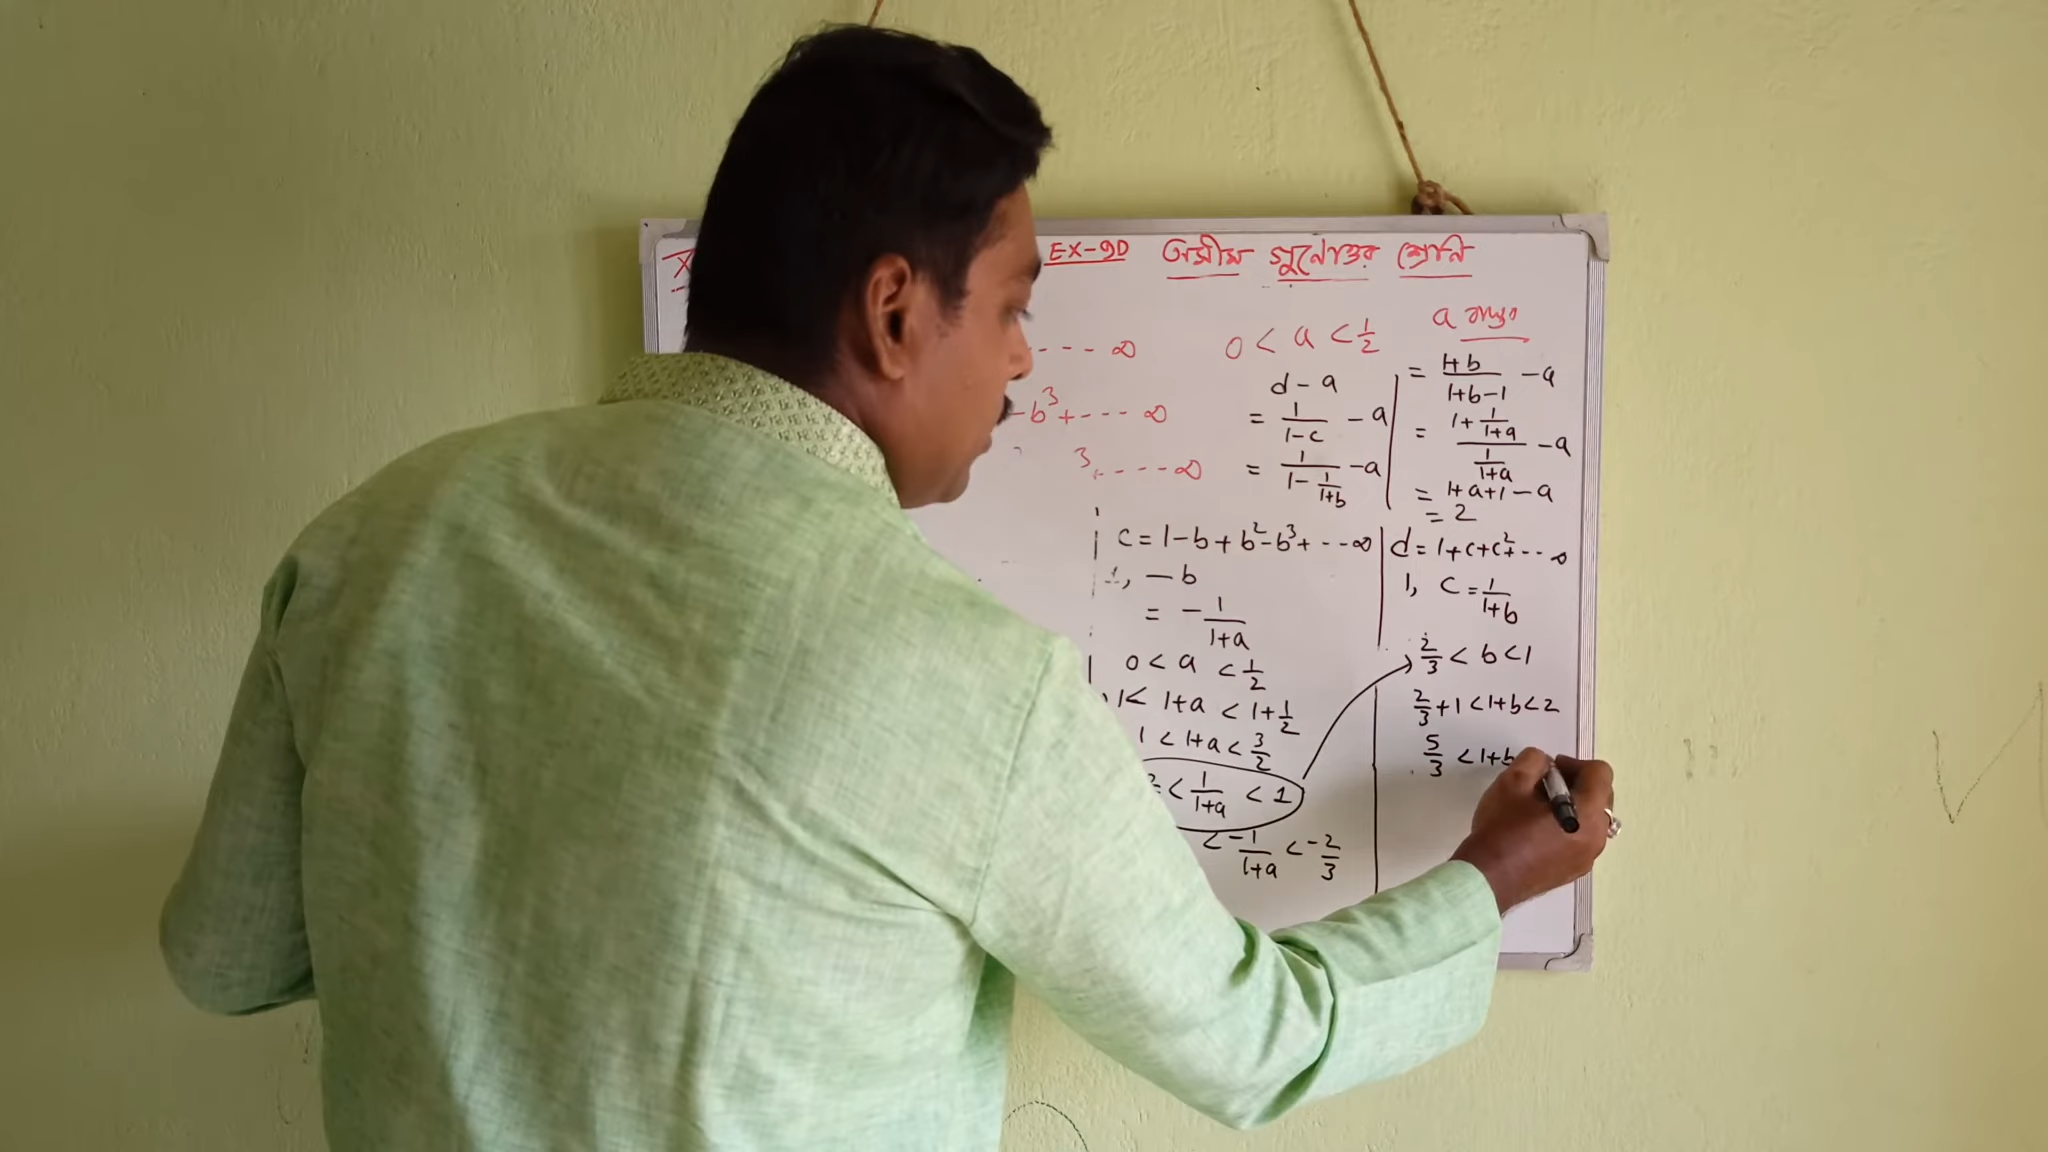 EX-9D অসীম গুনোত্তর শ্রেনি
---- ∞
0 < a < 1/2
-b³+---- ∞
³+----∞
d - a
= 1/(1-c) - a
= 1/(1 - 1/(1+b)) - a
a
= (1+b)/(1+b-1) - a
= (1 + 1/(1+a))/(1/(1+a)) - a
= 1+a+1-a
= 2
c = 1-b+b²-b³+---∞
, -b
= - 1/(1+a)
0 < a < 1/2
1 < 1+a < 1+1/2
1 < 1+a < 3/2
< 1/(1+a) < 1
< -1/(1+a) < -2/3
d = 1+c+c²+--∞
1, c = 1/(1+b)
2/3 < b < 1
2/3 + 1 < 1+b < 2
5/3 < 1+b